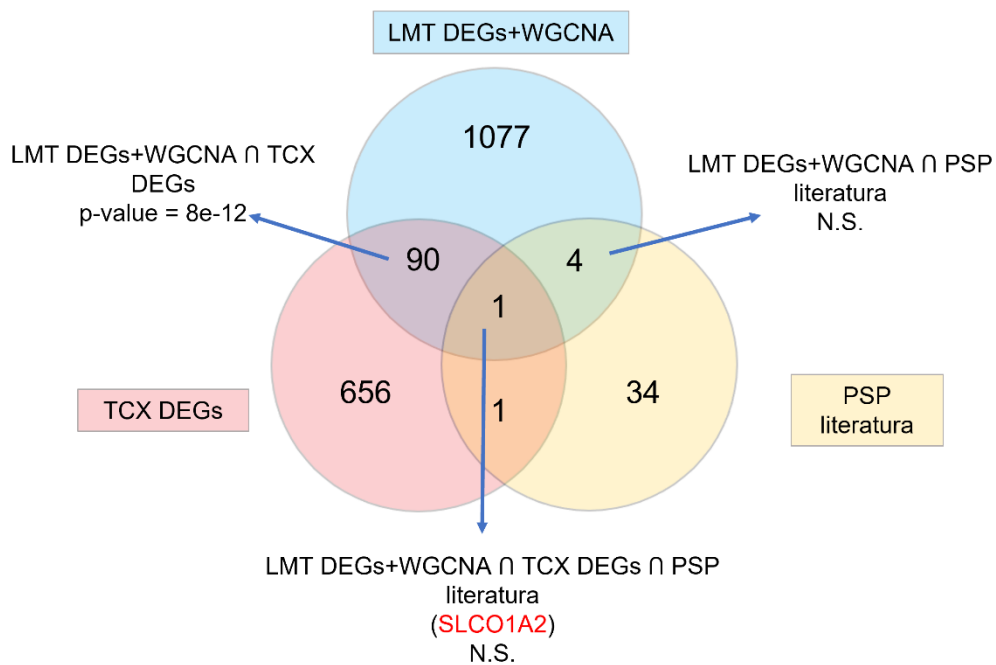 LMT DEGs+WGCNA
1077
LMT DEGs+WGCNA ∩ TCX
DEGs
p-value = 8e-12
LMT DEGs+WGCNA ∩ PSP
literatura
N.S.
90
4
1
TCX DEGs
656
1
34
PSP
literatura
LMT DEGs+WGCNA ∩ TCX DEGs ∩ PSP
literatura
(SLCO1A2)
N.S.